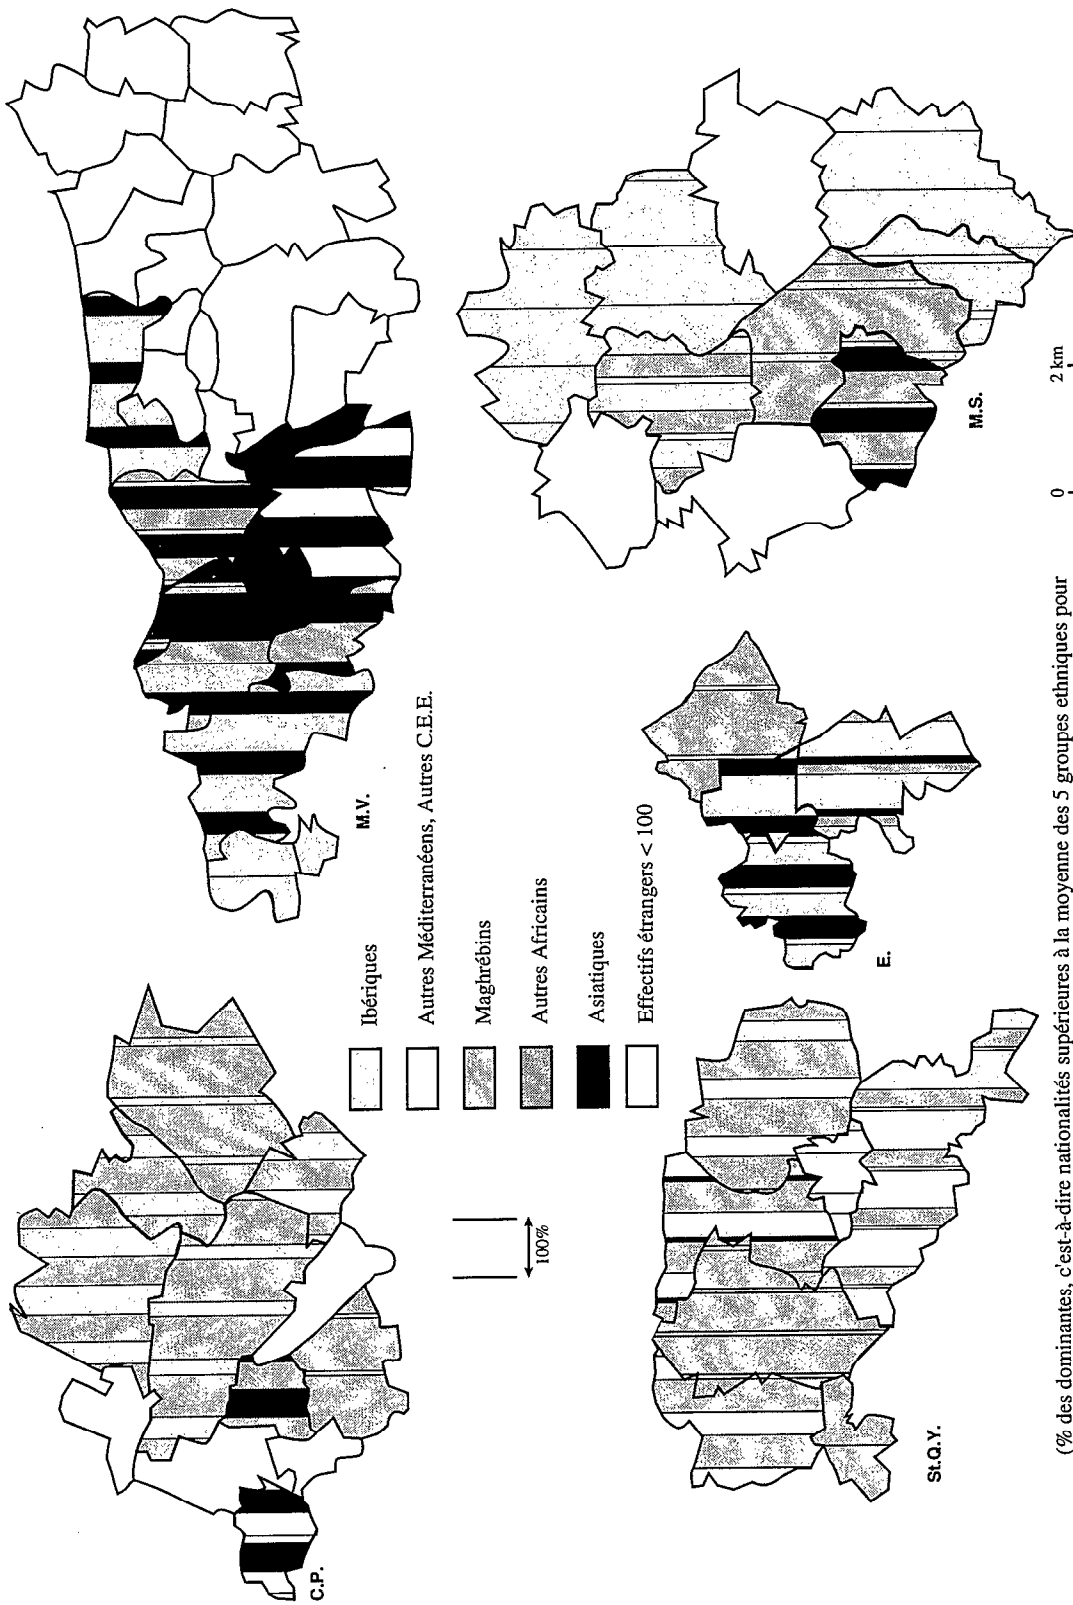 C.P.
M.V.
100%
Ibériques
Autres Méditerranéens, Autres C.E.E.
Maghrébins
Autres Africains
Asiatiques
Effectifs étrangers < 100
St.Q.Y.
E.
M.S.
0 2 km
(% des dominantes, c'est-à-dire nationalités supérieures à la moyenne des 5 groupes ethniques pour